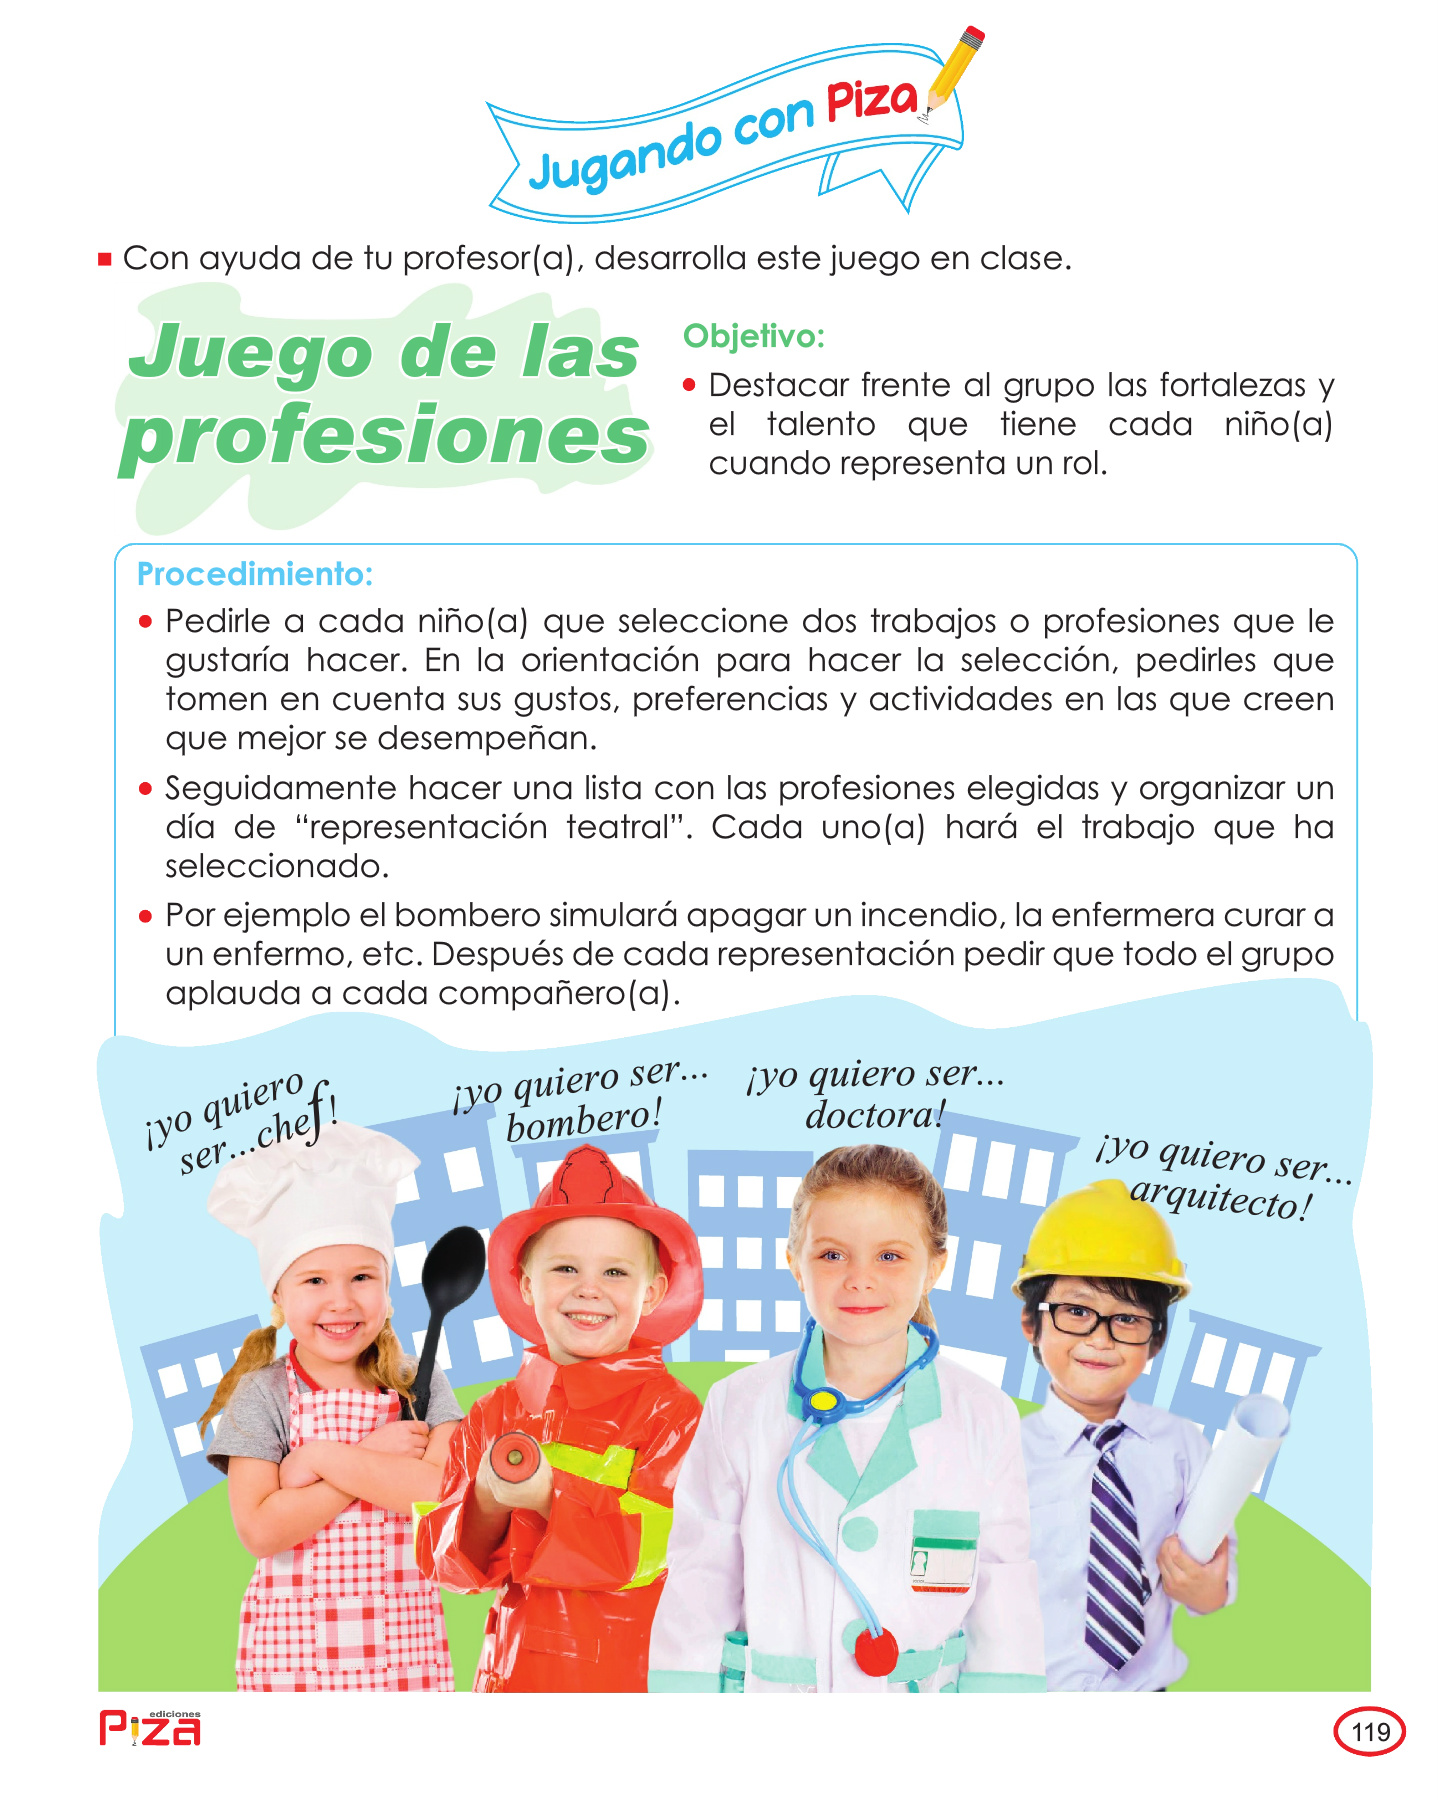 Jugando con Piza
Con ayuda de tu profesor(a), desarrolla este juego en clase.
Juego de las
profesiones
Objetivo:
Destacar frente al grupo las fortalezas y
el talento que tiene cada niño(a)
cuando representa un rol.
Procedimiento:
Pedirle a cada niño(a) que seleccione dos trabajos o profesiones que le
gustaría hacer. En la orientación para hacer la selección, pedirles que
tomen en cuenta sus gustos, preferencias y actividades en las que creen
que mejor se desempeñan.
Seguidamente hacer una lista con las profesiones elegidas y organizar un
día de “representación teatral”. Cada uno(a) hará el trabajo que ha
seleccionado.
Por ejemplo el bombero simulará apagar un incendio, la enfermera curar a
un enfermo, etc. Después de cada representación pedir que todo el grupo
aplauda a cada compañero(a).
¡yo quiero
ser...chef!
¡yo quiero ser...
bombero!
¡yo quiero ser...
doctora!
¡yo quiero ser...
arquitecto!
ediciones
Piza
119